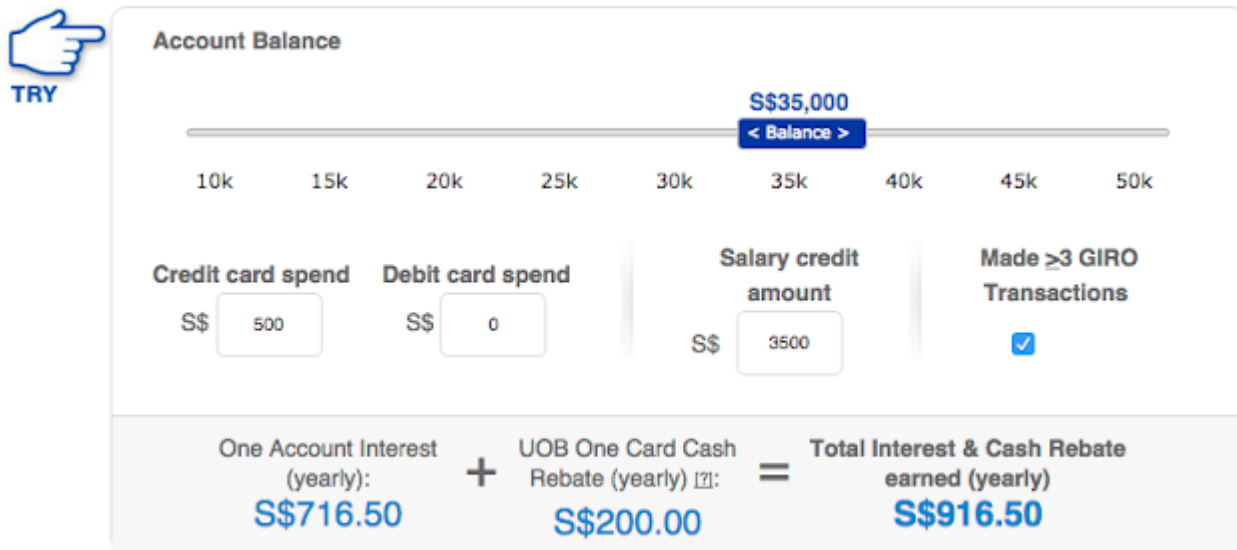 TRY
Account Balance
S$35,000
< Balance >
10k 15k 20k 25k 30k 35k 40k 45k 50k
Credit card spend
S$ 500
Debit card spend
S$ 0
Salary credit
amount
S$ 3500
Made ≥3 GIRO
Transactions
One Account Interest
(yearly):
S$716.50
+
UOB One Card Cash
Rebate (yearly) [?]:
S$200.00
=
Total Interest & Cash Rebate
earned (yearly)
S$916.50